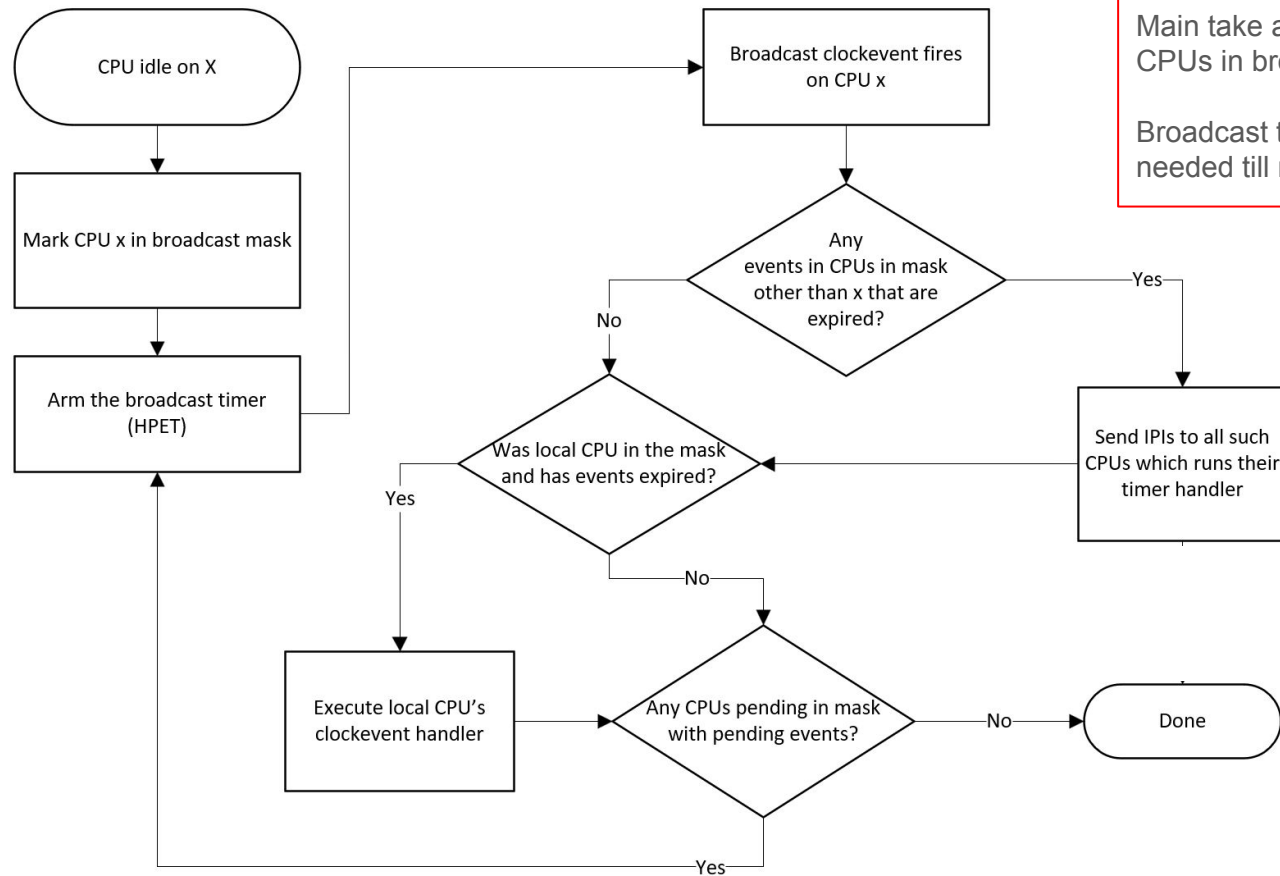 CPU idle on X
Mark CPU x in broadcast mask
Arm the broadcast timer
(HPET)
Broadcast clockevent fires
on CPU x
Any
events in CPUs in mask
other than x that are
expired?
Yes
No
Send IPIs to all such
CPUs which runs their
timer handler
Was local CPU in the mask
and has events expired?
Yes
No
Execute local CPU's
clockevent handler
Any CPUs pending in mask
with pending events?
No
Done
Yes
Main take
CPUs in
Broadcast
needed till